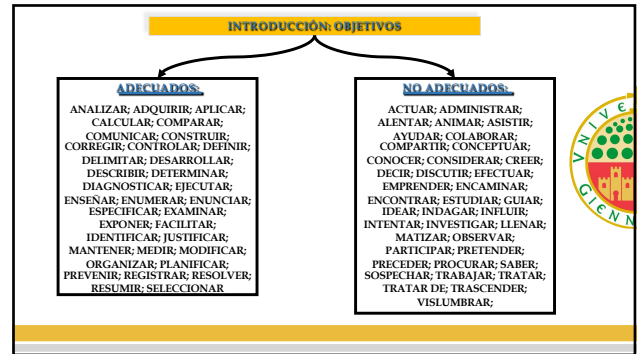 INTRODUCCIÓN: OBJETIVOS
ADECUADOS:
ANALIZAR; ADQUIRIR; APLICAR;
CALCULAR; COMPARAR;
COMUNICAR; CONSTRUIR;
CORREGIR; CONTROLAR; DEFINIR;
DELIMITAR; DESARROLLAR;
DESCRIBIR; DETERMINAR;
DIAGNOSTICAR; EJECUTAR;
ENSEÑAR; ENUMERAR; ENUNCIAR;
ESPECIFICAR; EXAMINAR;
EXPONER; FACILITAR;
IDENTIFICAR; JUSTIFICAR;
MANTENER; MEDIR; MODIFICAR;
ORGANIZAR; PLANIFICAR;
PREVENIR; REGISTRAR; RESOLVER;
RESUMIR; SELECCIONAR
NO ADECUADOS:
ACTUAR; ADMINISTRAR;
ALENTAR; ANIMAR; ASISTIR;
AYUDAR; COLABORAR;
COMPARTIR; CONCEPTUAR;
CONOCER; CONSIDERAR; CREER;
DECIR; DISCUTIR; EFECTUAR;
EMPRENDER; ENCAMINAR;
ENCONTRAR; ESTUDIAR; GUIAR;
IDEAR; INDAGAR; INFLUIR;
INTENTAR; INVESTIGAR; LLENAR;
MATIZAR; OBSERVAR;
PARTICIPAR; PRETENDER;
PRECEDER; PROCURAR; SABER;
SOSPECHAR; TRABAJAR; TRATAR;
TRATAR DE; TRASCENDER;
VISLUMBRAR;
VNIVE
GIENN